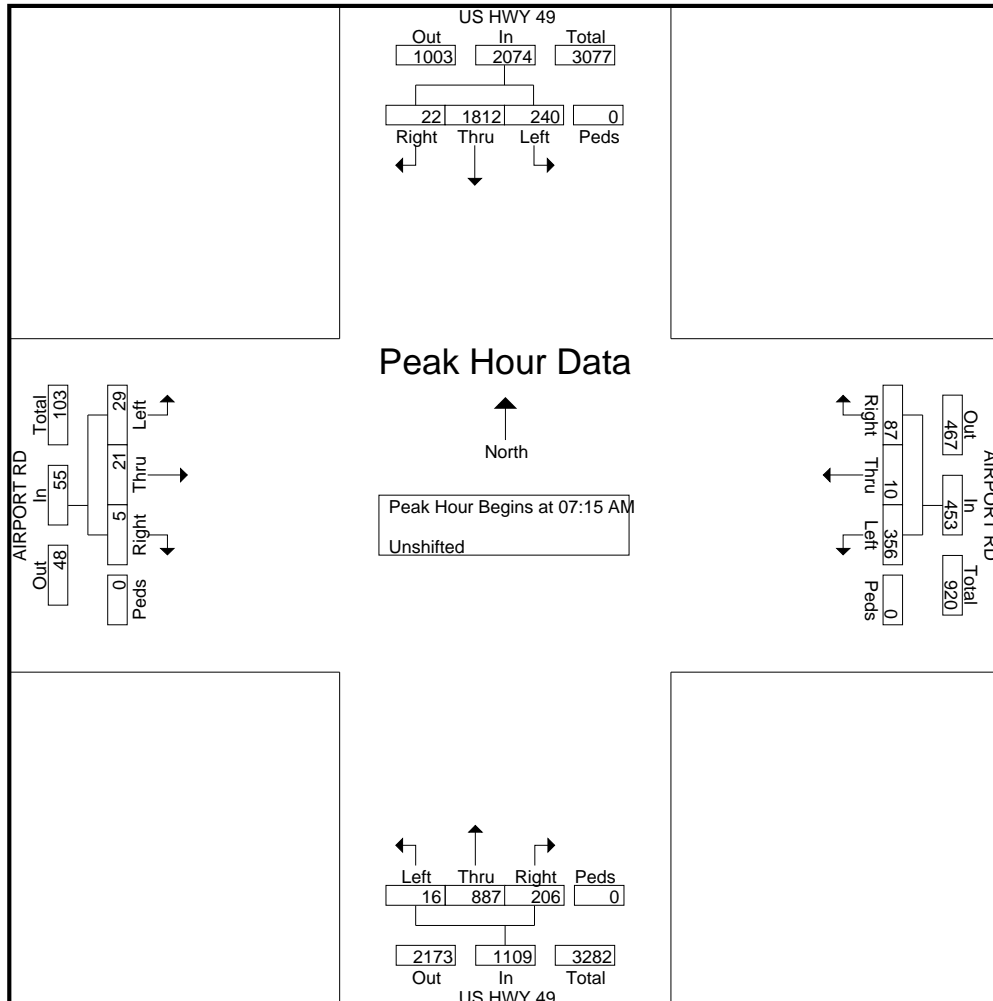 US HWY 49
Out In Total
1003 2074 3077
22 1812 240 0
Right Thru Left Peds
Peak Hour Data
North
Peak Hour Begins at 07:15 AM
Unshifted
AIRPORT RD
Total In Out
103 55 48
29 21 5 0
Left Thru Right Peds
AIRPORT RD
Out In Total
467 453 920
87 10 356 0
Right Thru Left Peds
Left Thru Right Peds
16 887 206 0
2173 1109 3282
Out In Total
US HWY 49